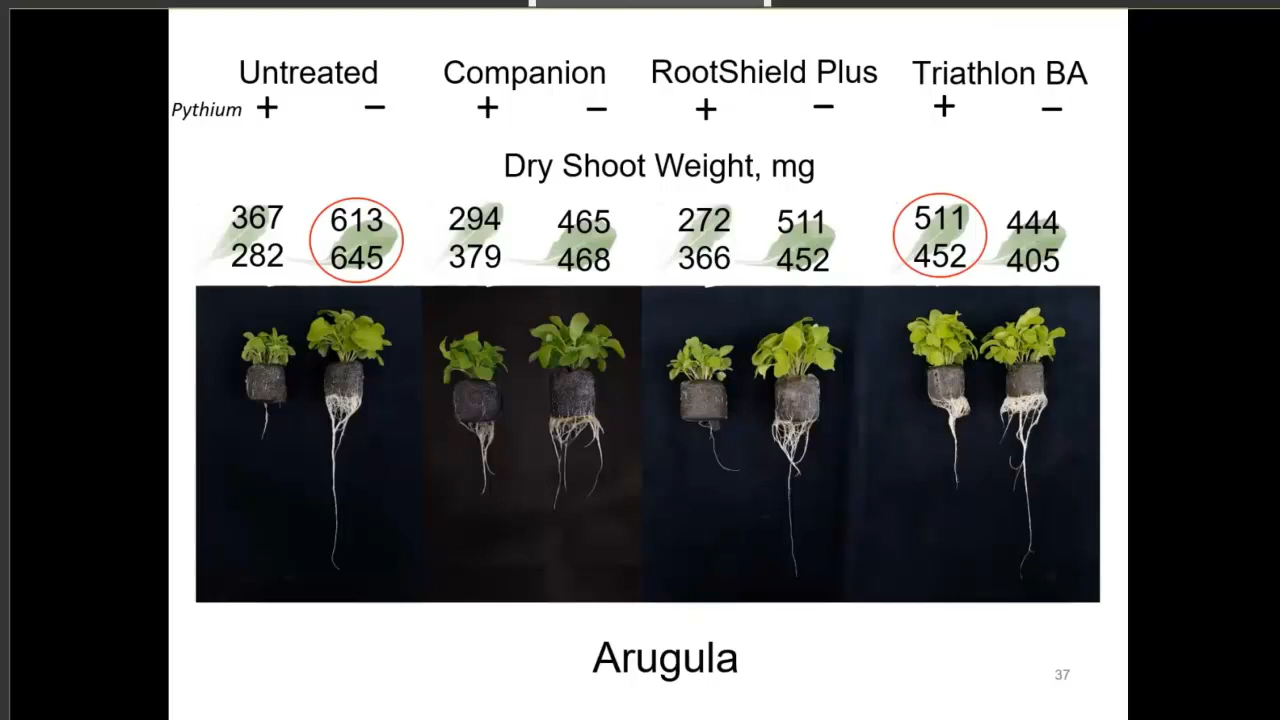 Untreated Companion RootShield Plus Triathlon BA
Pythium + − + − + − + −
Dry Shoot Weight, mg
367 613 294 465 272 511 511 444
282 645 379 468 366 452 452 405
Arugula
37